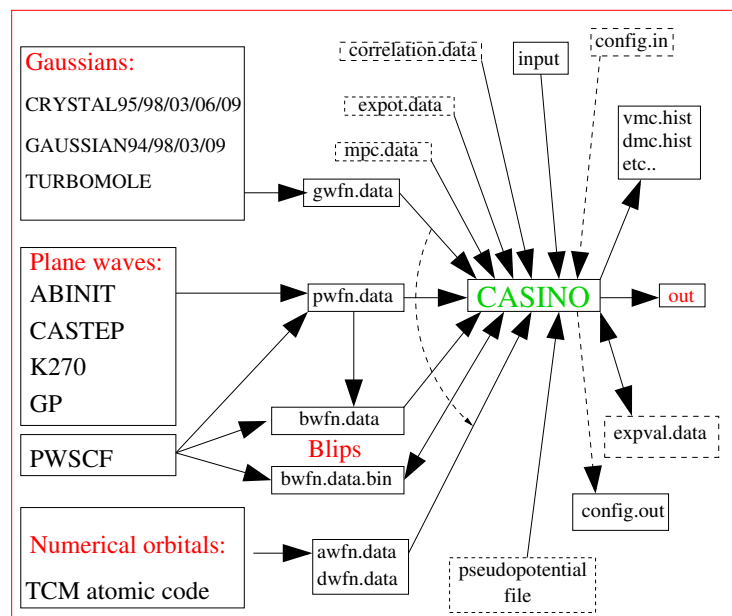 Gaussians:
CRYSTAL95/98/03/06/09
GAUSSIAN94/98/03/09
TURBOMOLE
correlation.data
expot.data
mpc.data
input
config.in
vmc.hist
dmc.hist
etc..
gwfn.data
Plane waves:
ABINIT
CASTEP
K270
GP
PWSCF
pwfn.data
CASINO
out
bwfn.data
Blips
bwfn.data.bin
expval.data
config.out
Numerical orbitals:
TCM atomic code
awfn.data
dwfn.data
pseudopotential
file